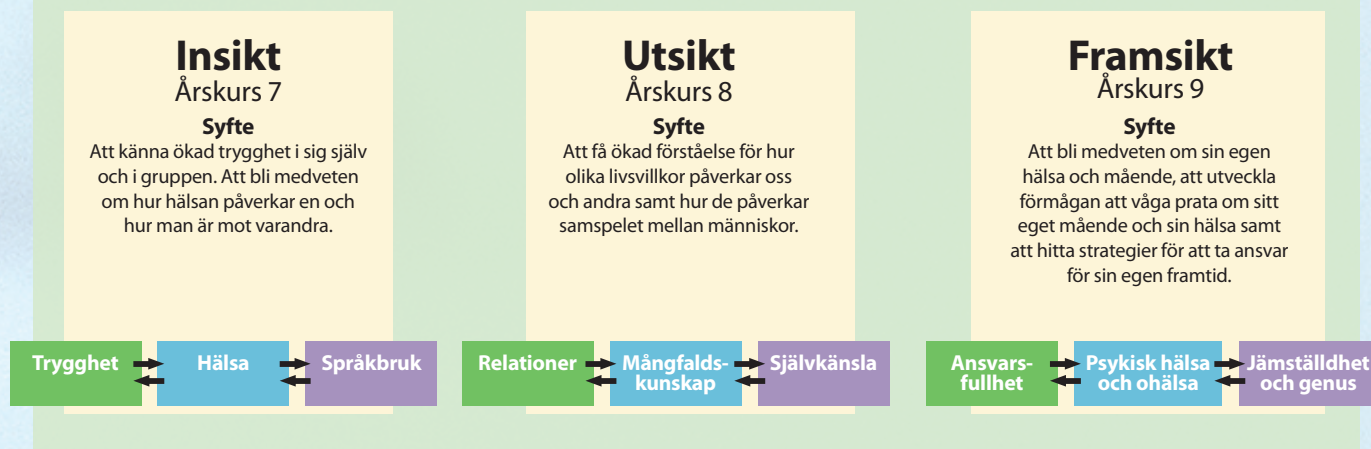 Insikt
Årskurs 7
Syfte
Att känna ökad trygghet i sig själv
och i gruppen. Att bli medveten
om hur hälsan påverkar en och
hur man är mot varandra.
Trygghet
Hälsa
Språkbruk
Utsikt
Årskurs 8
Syfte
Att få ökad förståelse för hur
olika livsvillkor påverkar oss
och andra samt hur de påverkar
samspelet mellan människor.
Relationer
Mångfalds-
kunskap
Självkänsla
Framsikt
Årskurs 9
Syfte
Att bli medveten om sin egen
hälsa och mående, att utveckla
förmågan att våga prata om sitt
eget mående och sin hälsa samt
att hitta strategier för att ta ansvar
för sin egen framtid.
Ansvars-
fullhet
Psykisk hälsa
och ohälsa
Jämställdhet
och genus